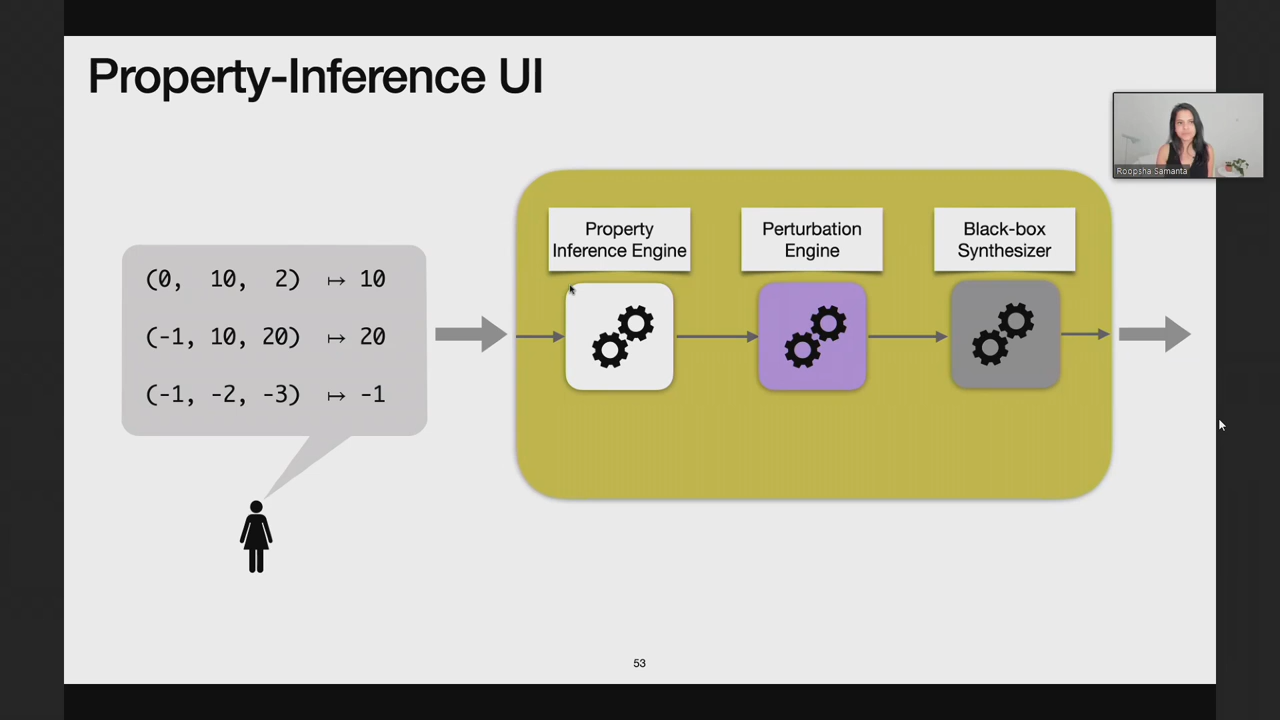 Property-Inference UI
Roopsha Samanta
Property
Inference Engine
Perturbation
Engine
Black-box
Synthesizer
(0, 10, 2) ↦ 10
(-1, 10, 20) ↦ 20
(-1, -2, -3) ↦ -1
53